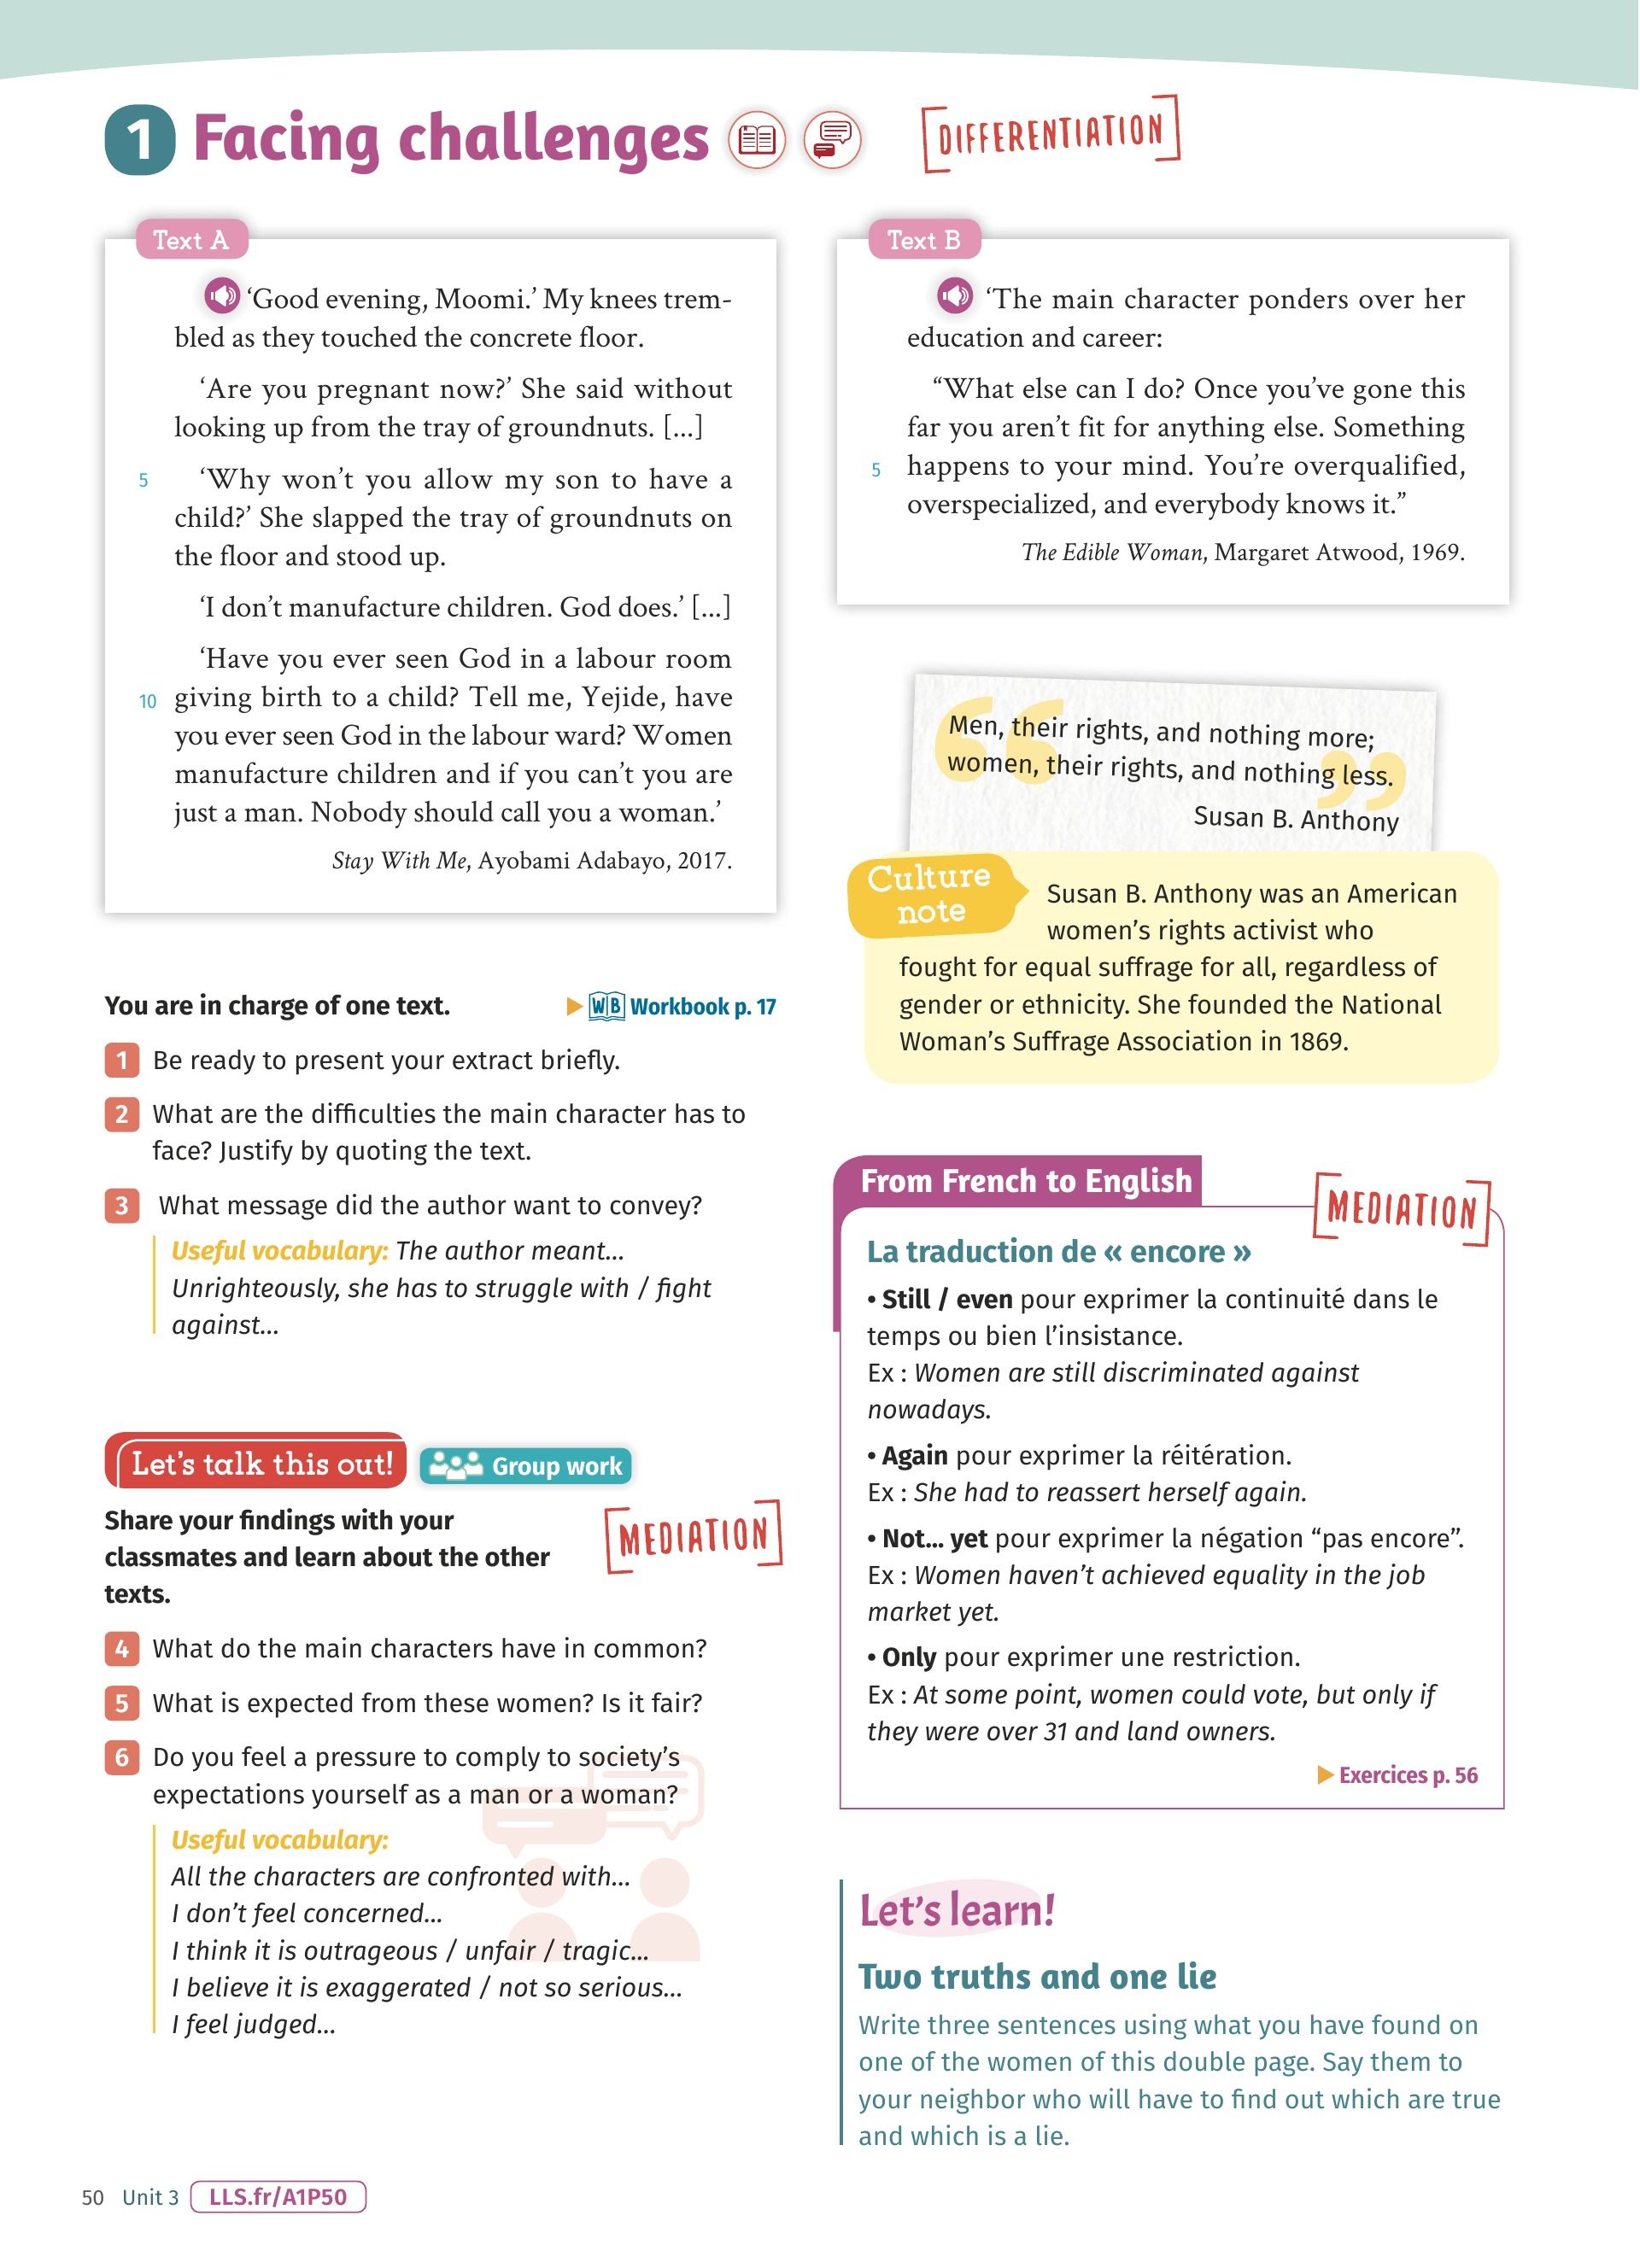 1 Facing challenges
DIFFERENTIATION
Text A
‘Good evening, Moomi.’ My knees trem-
bled as they touched the concrete floor.
‘Are you pregnant now?’ She said without
looking up from the tray of groundnuts. [...]
5 ‘Why won’t you allow my son to have a
child?’ She slapped the tray of groundnuts on
the floor and stood up.
‘I don’t manufacture children. God does.’ [...]
‘Have you ever seen God in a labour room
10 giving birth to a child? Tell me, Yejide, have
you ever seen God in the labour ward? Women
manufacture children and if you can’t you are
just a man. Nobody should call you a woman.’
Stay With Me, Ayobami Adabayo, 2017.
You are in charge of one text.
WB Workbook p. 17
1 Be ready to present your extract briefly.
2 What are the difficulties the main character has to
face? Justify by quoting the text.
3 What message did the author want to convey?
Useful vocabulary: The author meant...
Unrighteously, she has to struggle with / fight
against...
Let’s talk this out!
Group work
Share your findings with your
classmates and learn about the other
texts.
MEDIATION
4 What do the main characters have in common?
5 What is expected from these women? Is it fair?
6 Do you feel a pressure to comply to society’s
expectations yourself as a man or a woman?
Useful vocabulary:
All the characters are confronted with...
I don’t feel concerned...
I think it is outrageous / unfair / tragic...
I believe it is exaggerated / not so serious...
I feel judged...
Text B
‘The main character ponders over her
education and career:
“What else can I do? Once you’ve gone this
far you aren’t fit for anything else. Something
5 happens to your mind. You’re overqualified,
overspecialized, and everybody knows it.”
The Edible Woman, Margaret Atwood, 1969.
“ Men, their rights, and nothing more;
women, their rights, and nothing less. ”
Susan B. Anthony
Culture
note
Susan B. Anthony was an American
women’s rights activist who
fought for equal suffrage for all, regardless of
gender or ethnicity. She founded the National
Woman’s Suffrage Association in 1869.
From French to English
MEDIATION
La traduction de « encore »
• Still / even pour exprimer la continuité dans le
temps ou bien l’insistance.
Ex : Women are still discriminated against
nowadays.
• Again pour exprimer la réitération.
Ex : She had to reassert herself again.
• Not... yet pour exprimer la négation “pas encore”.
Ex : Women haven’t achieved equality in the job
market yet.
• Only pour exprimer une restriction.
Ex : At some point, women could vote, but only if
they were over 31 and land owners.
Exercices p. 56
Let’s learn!
Two truths and one lie
Write three sentences using what you have found on
one of the women of this double page. Say them to
your neighbor who will have to find out which are true
and which is a lie.
50 Unit 3 LLS.fr/A1P50